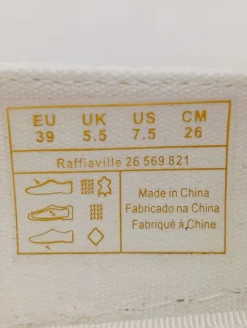 EU UK US CM
39 5.5 7.5 26
Raffiaville 26 569 821
Made in China
Fabricado na China
Fabriqué à Chine